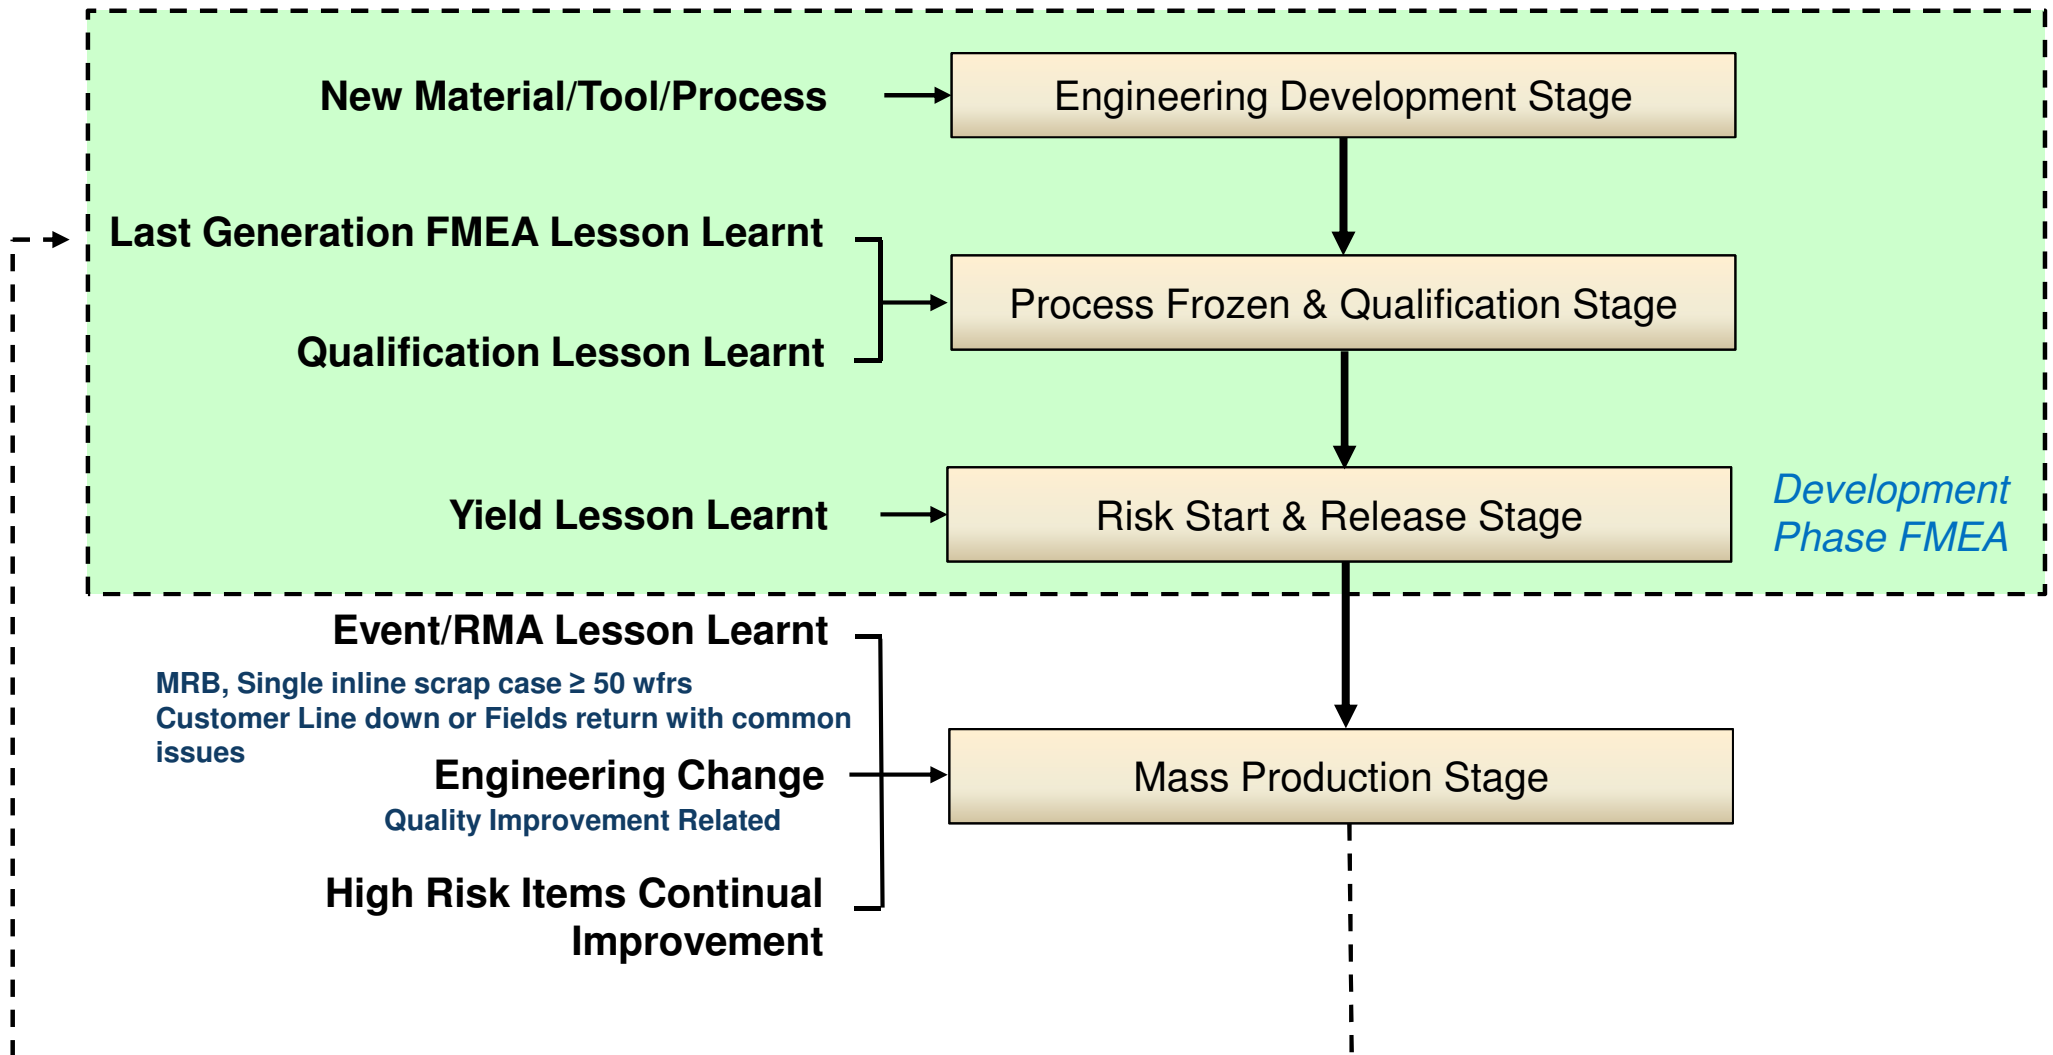 New Material/Tool/Process
Engineering Development Stage
Last Generation FMEA Lesson Learnt
Process Frozen & Qualification Stage
Qualification Lesson Learnt
Yield Lesson Learnt
Risk Start & Release Stage
Development
Phase FMEA
Event/RMA Lesson Learnt
MRB, Single inline scrap case ≥ 50 wfrs
Customer Line down or Fields return with common
issues
Engineering Change
Mass Production Stage
Quality Improvement Related
High Risk Items Continual
Improvement